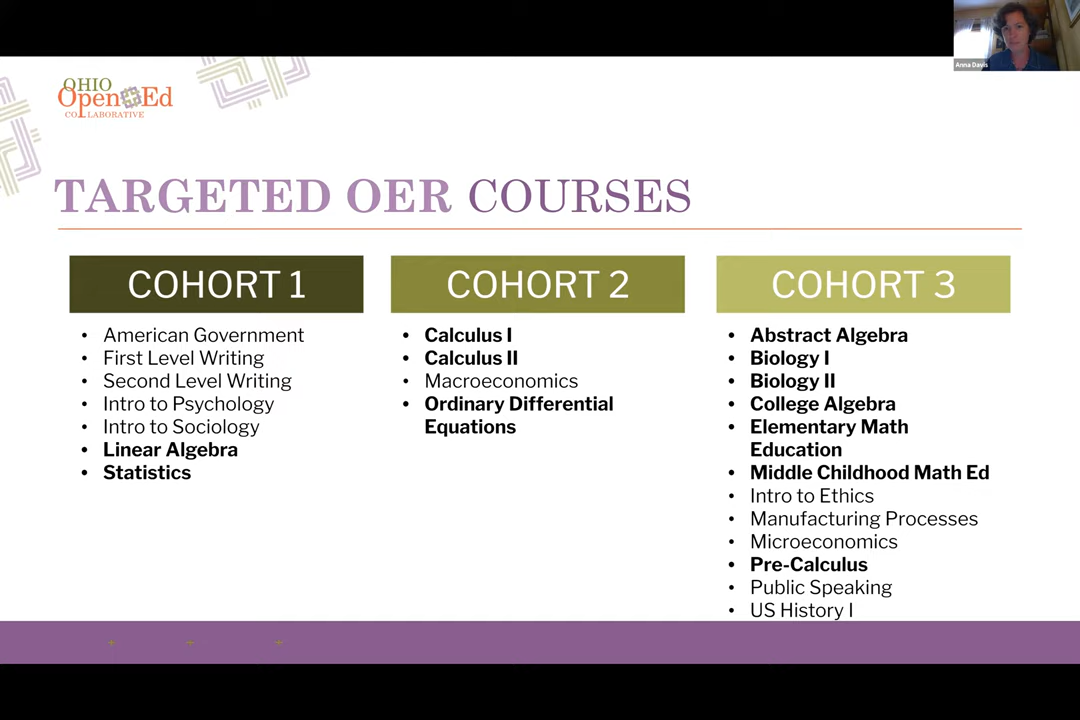 Anna Davis
OHIO
Open Ed
COLLABORATIVE
TARGETED OER COURSES
COHORT 1
• American Government
• First Level Writing
• Second Level Writing
• Intro to Psychology
• Intro to Sociology
• Linear Algebra
• Statistics
COHORT 2
• Calculus I
• Calculus II
• Macroeconomics
• Ordinary Differential
Equations
COHORT 3
• Abstract Algebra
• Biology I
• Biology II
• College Algebra
• Elementary Math
Education
• Middle Childhood Math Ed
• Intro to Ethics
• Manufacturing Processes
• Microeconomics
• Pre-Calculus
• Public Speaking
• US History I